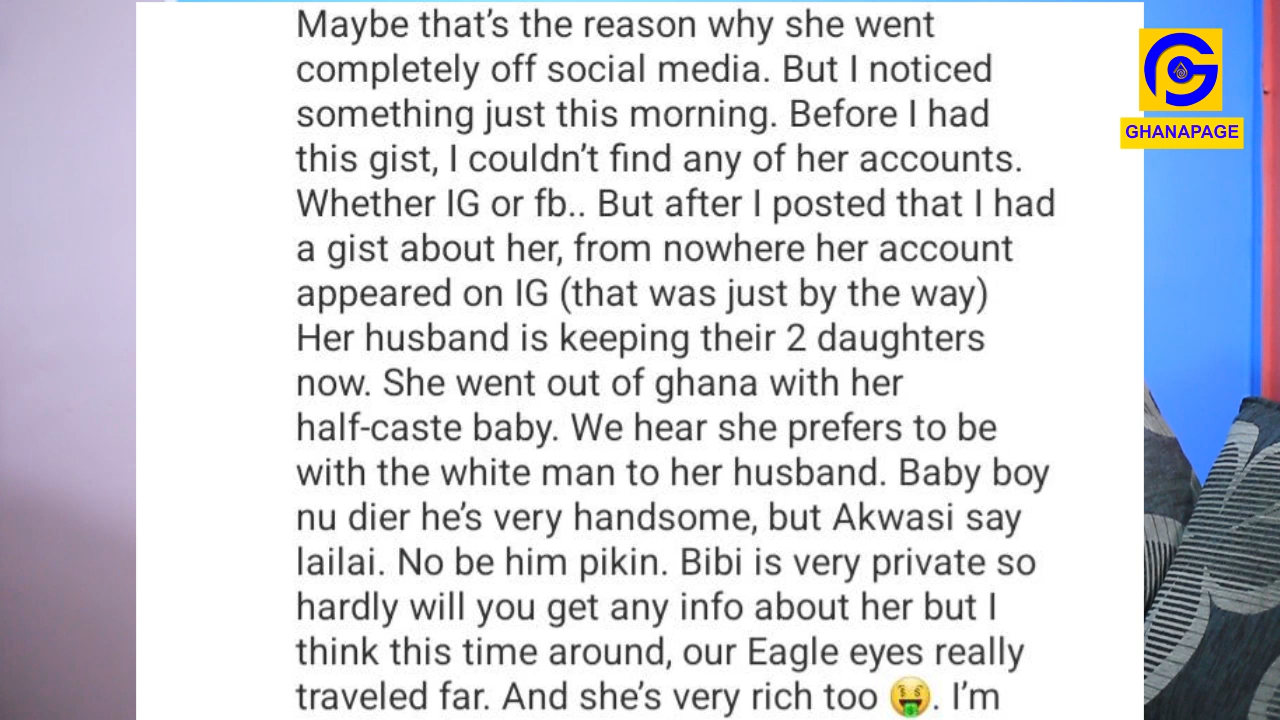 Maybe that's the reason why she went
completely off social media. But I noticed
something just this morning. Before I had
this gist, I couldn't find any of her accounts.
Whether IG or fb.. But after I posted that I had
a gist about her, from nowhere her account
appeared on IG (that was just by the way)
Her husband is keeping their 2 daughters
now. She went out of ghana with her
half-caste baby. We hear she prefers to be
with the white man to her husband. Baby boy
nu dier he's very handsome, but Akwasi say
lailai. No be him pikin. Bibi is very private so
hardly will you get any info about her but I
think this time around, our Eagle eyes really
traveled far. And she's very rich too 🤑. I'm
GHANAPAGE